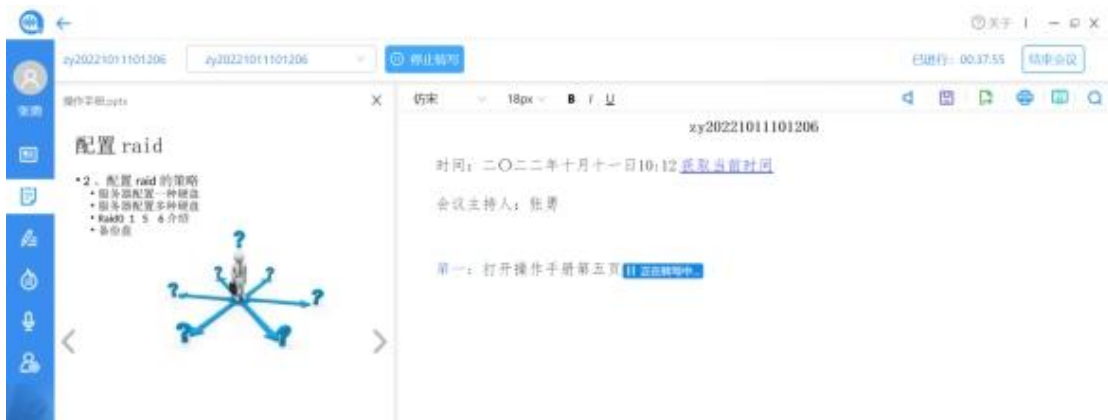 关于
zy20221011101206
zy20221011101206
停止转写
已进行：00:37:55
结束会议
张勇
操作手册.pptx
X
仿宋
18px
B I U
配置 raid
•2 、配置 raid 的策略
•服务器配置一种硬盘
•服务器配置多种硬盘
•Raid0 1 5 6 介绍
•备份盘
? ? ? ? ? ? ?
zy20221011101206
时间：二〇二二年十月十一日10:12 获取当前时间
会议主持人：张勇
第一：打开操作手册第五页 正在转写中...